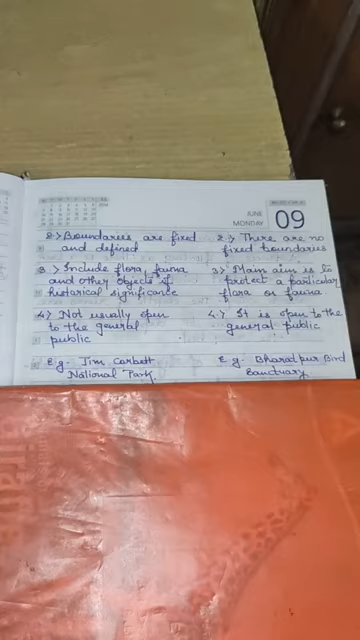 JUNE
MONDAY
09
2 > Boundaries are fixed
and defined
3 > Include flora, fauna
and other objects of
historical significance
4 > Not usually open
to the general
public
E.g. Jim Corbett
National Park.
2. > There are no
fixed boundaries
3 > Main aim is to
protect a particular
flora or fauna
4. > It is open to the
general public
E.g. Bharatpur Bird
Sanctuary